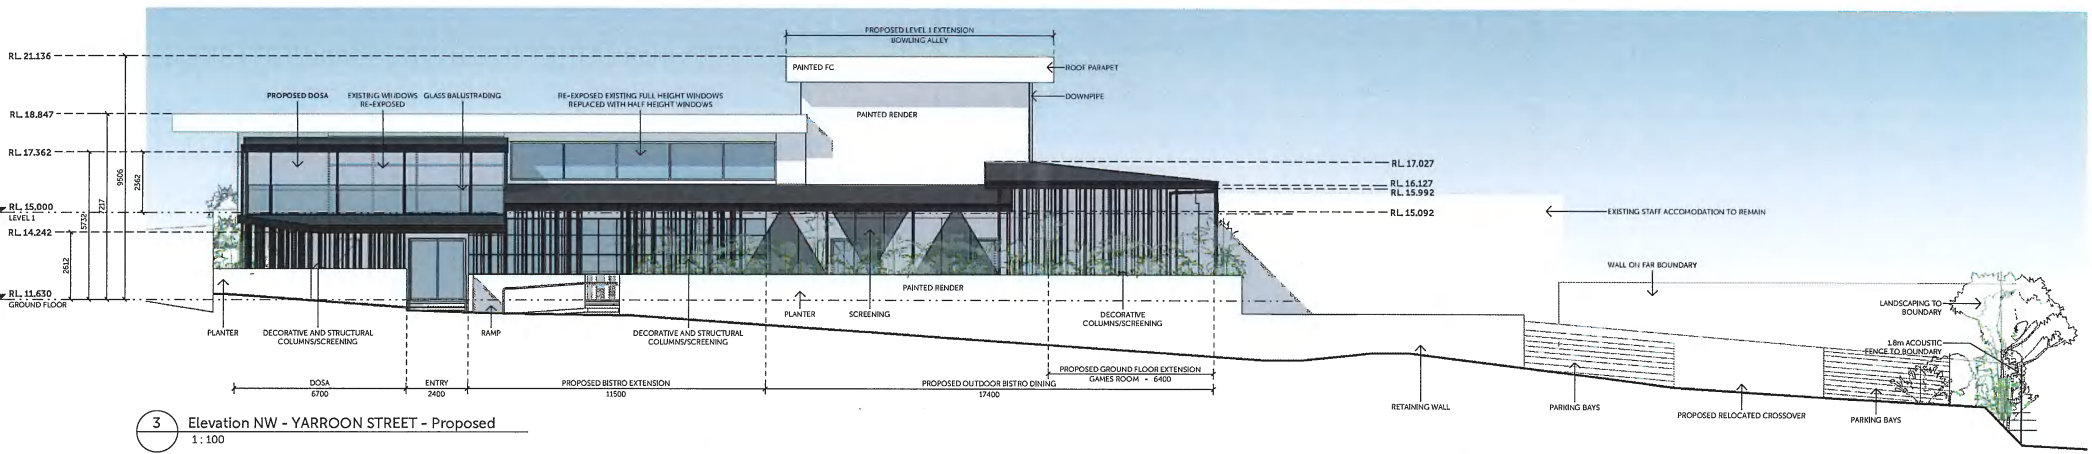 PROPOSED LEVEL 1 EXTENSION
BOWLING ALLEY
RL. 21.136
PAINTED FC
ROOF PARAPET
PROPOSED DOSA
EXISTING WINDOWS
RE-EXPOSED
GLASS BALUSTRADING
RE-EXPOSED EXISTING FULL HEIGHT WINDOWS
REPLACED WITH HALF HEIGHT WINDOWS
DOWNPIPE
RL. 18.847
PAINTED RENDER
RL. 17.362
RL. 17.027
9506
2362
RL. 16.127
RL. 15.992
7217
5732
RL. 15.000
LEVEL 1
RL. 15.092
EXISTING STAFF ACCOMODATION TO REMAIN
RL. 14.242
2612
WALL ON FAR BOUNDARY
RL. 11.630
GROUND FLOOR
PAINTED RENDER
LANDSCAPING TO
BOUNDARY
PLANTER
DECORATIVE AND STRUCTURAL
COLUMNS/SCREENING
RAMP
DECORATIVE AND STRUCTURAL
COLUMNS/SCREENING
PLANTER
SCREENING
DECORATIVE
COLUMNS/SCREENING
1.8m ACOUSTIC
FENCE TO BOUNDARY
PROPOSED GROUND FLOOR EXTENSION
GAMES ROOM - 6400
DOSA
6700
ENTRY
2400
PROPOSED BISTRO EXTENSION
11500
PROPOSED OUTDOOR BISTRO DINING
17400
RETAINING WALL
PARKING BAYS
PROPOSED RELOCATED CROSSOVER
PARKING BAYS
3
Elevation NW - YARROON STREET - Proposed
1 : 100